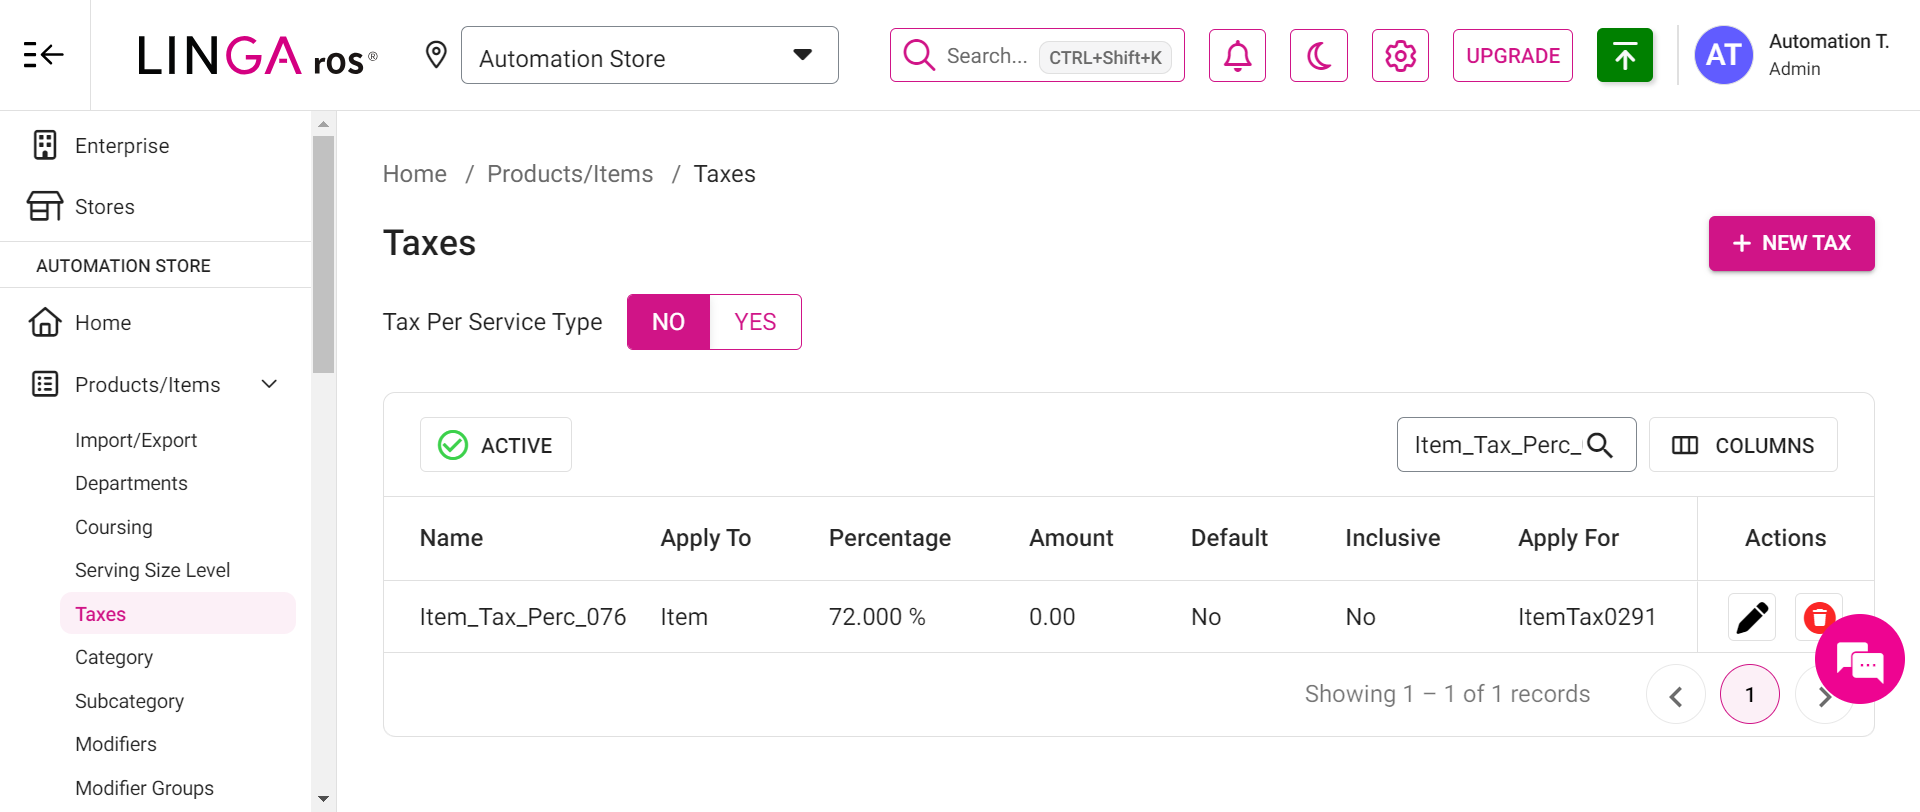 LINGA ros®
Automation Store
Search... CTRL+Shift+K
UPGRADE
AT
Automation T.
Admin
Enterprise
Stores
AUTOMATION STORE
Home
Products/Items
Import/Export
Departments
Coursing
Serving Size Level
Taxes
Category
Subcategory
Modifiers
Modifier Groups
Home / Products/Items / Taxes
Taxes
+ NEW TAX
Tax Per Service Type NO YES
ACTIVE
Item_Tax_Perc_
COLUMNS
Name Apply To Percentage Amount Default Inclusive Apply For Actions
Item_Tax_Perc_076 Item 72.000 % 0.00 No No ItemTax0291
Showing 1 – 1 of 1 records
1